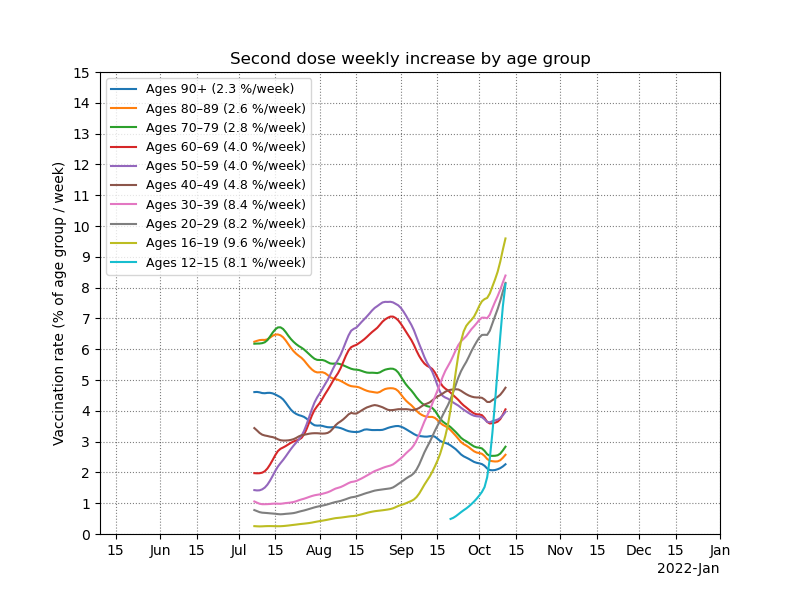 Second dose weekly increase by age group
Vaccination rate (% of age group / week)
15
14
13
12
11
10
9
8
7
6
5
4
3
2
1
0
Ages 90+ (2.3 %/week)
Ages 80–89 (2.6 %/week)
Ages 70–79 (2.8 %/week)
Ages 60–69 (4.0 %/week)
Ages 50–59 (4.0 %/week)
Ages 40–49 (4.8 %/week)
Ages 30–39 (8.4 %/week)
Ages 20–29 (8.2 %/week)
Ages 16–19 (9.6 %/week)
Ages 12–15 (8.1 %/week)
15 Jun 15 Jul 15 Aug 15 Sep 15 Oct 15 Nov 15 Dec 15 Jan
2022-Jan